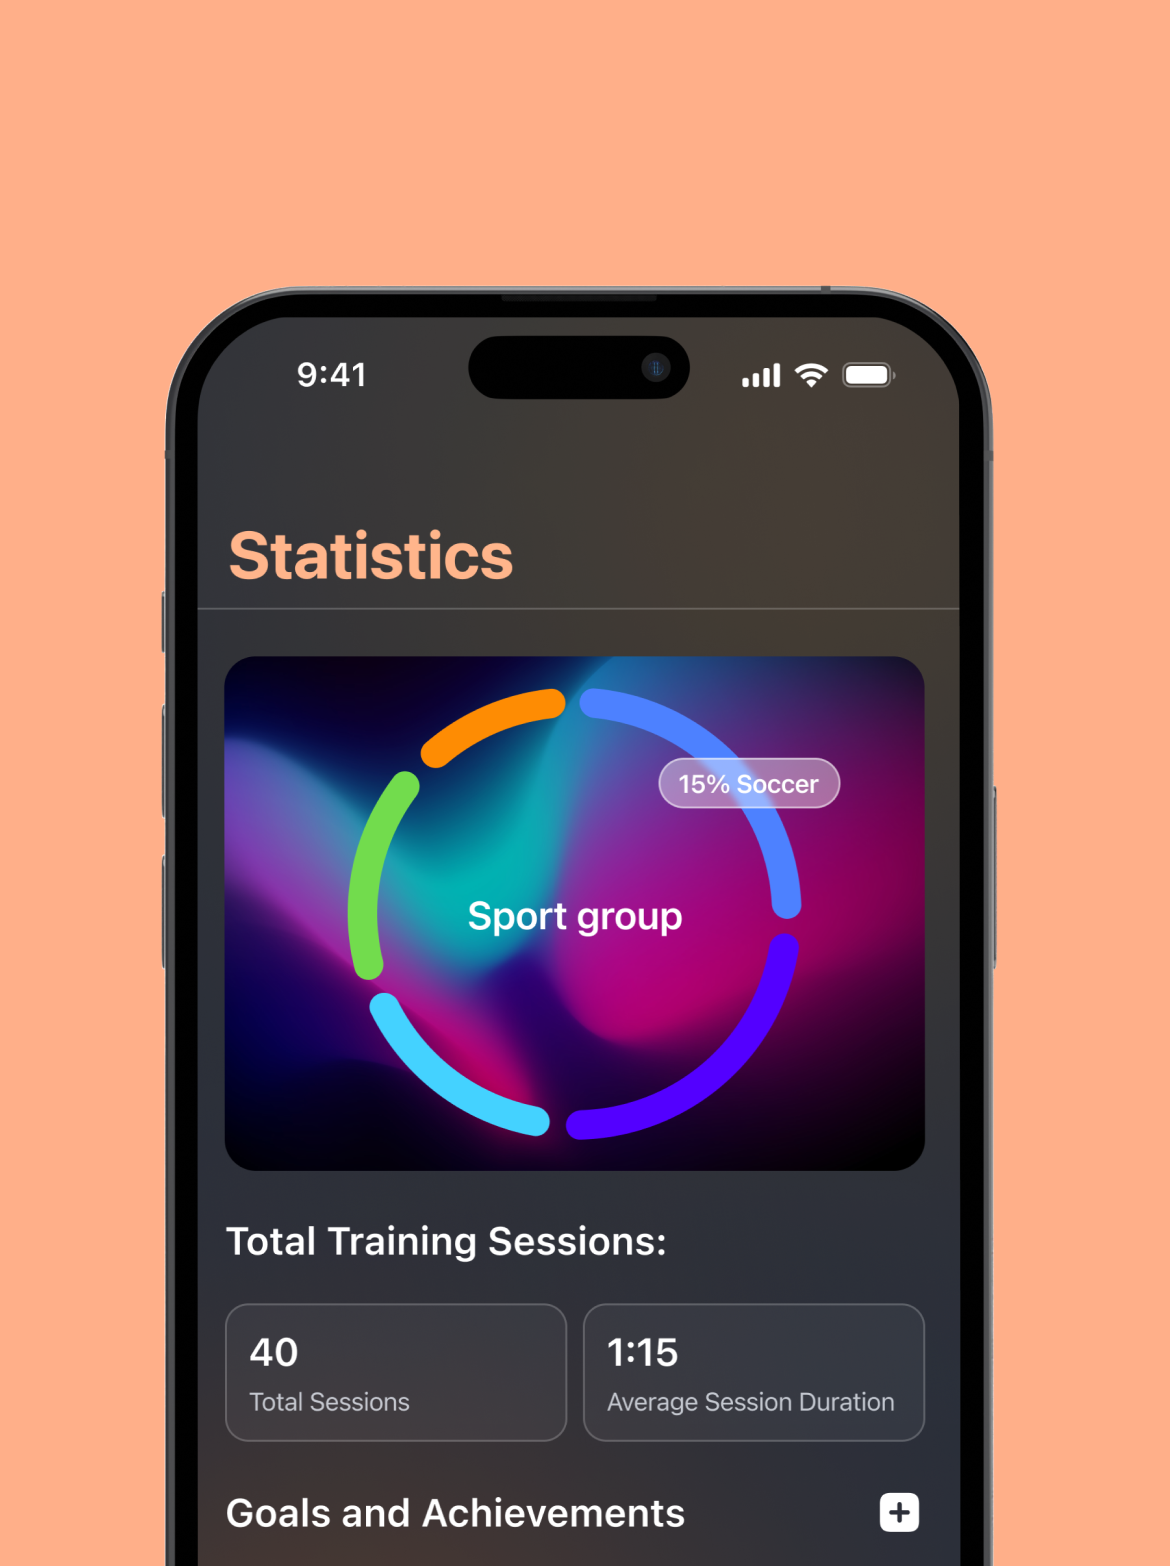 9:41
Statistics
15% Soccer
Sport group
Total Training Sessions:
40
Total Sessions
1:15
Average Session Duration
Goals and Achievements